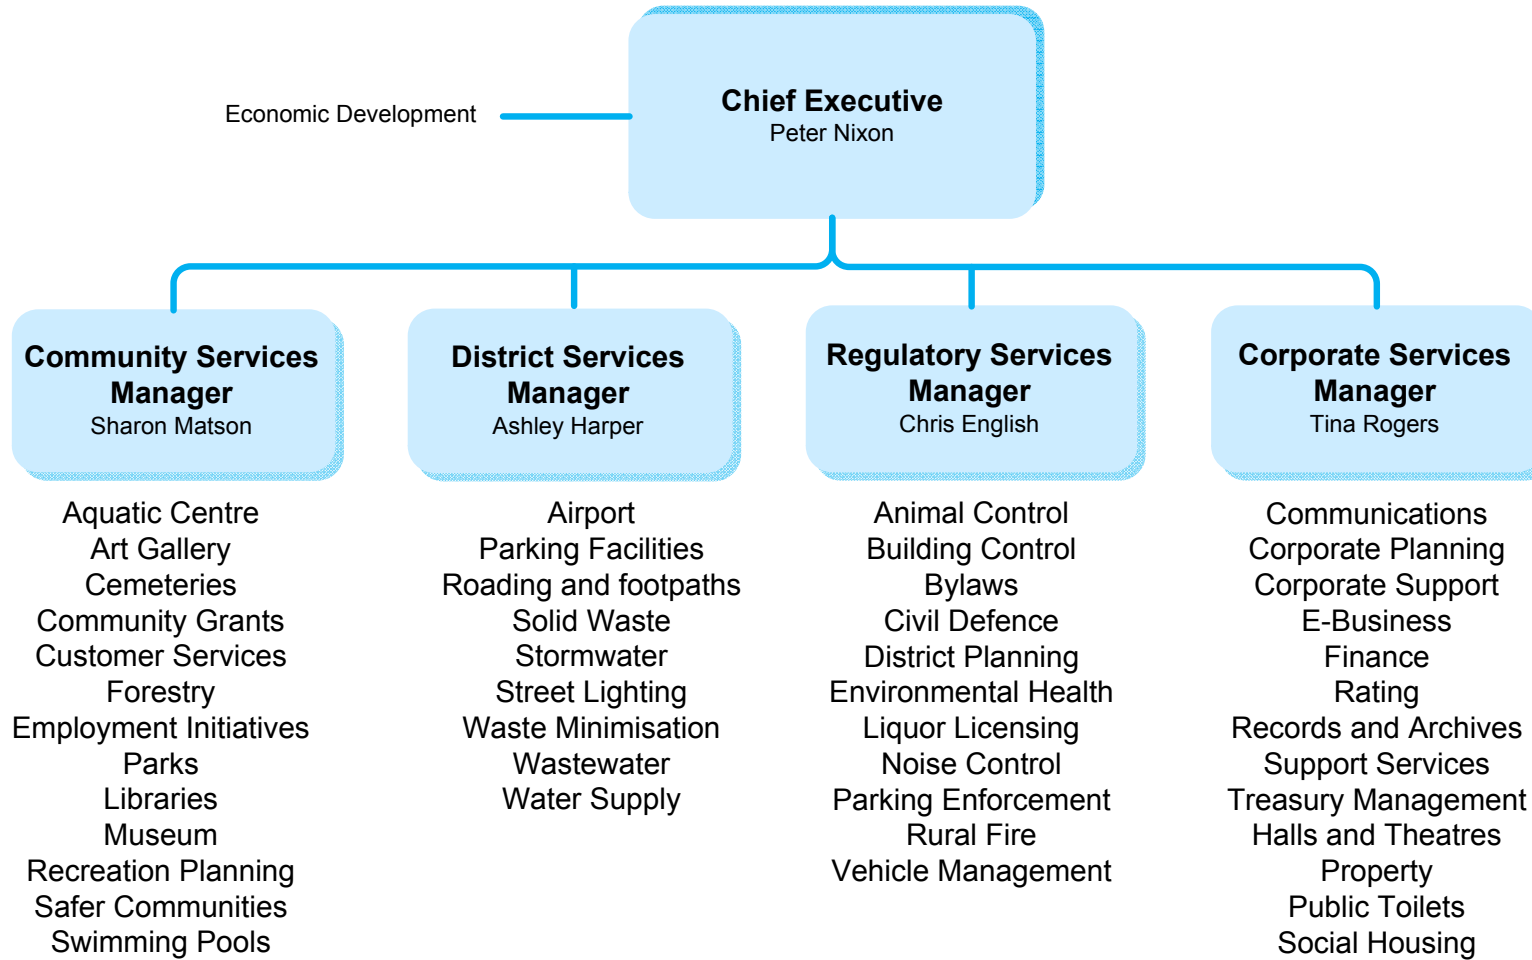 Chief Executive
Peter Nixon
Economic Development
Community Services
Manager
Sharon Matson
Aquatic Centre
Art Gallery
Cemeteries
Community Grants
Customer Services
Forestry
Employment Initiatives
Parks
Libraries
Museum
Recreation Planning
Safer Communities
Swimming Pools
District Services
Manager
Ashley Harper
Airport
Parking Facilities
Roading and footpaths
Solid Waste
Stormwater
Street Lighting
Waste Minimisation
Wastewater
Water Supply
Regulatory Services
Manager
Chris English
Animal Control
Building Control
Bylaws
Civil Defence
District Planning
Environmental Health
Liquor Licensing
Noise Control
Parking Enforcement
Rural Fire
Vehicle Management
Corporate Services
Manager
Tina Rogers
Communications
Corporate Planning
Corporate Support
E-Business
Finance
Rating
Records and Archives
Support Services
Treasury Management
Halls and Theatres
Property
Public Toilets
Social Housing